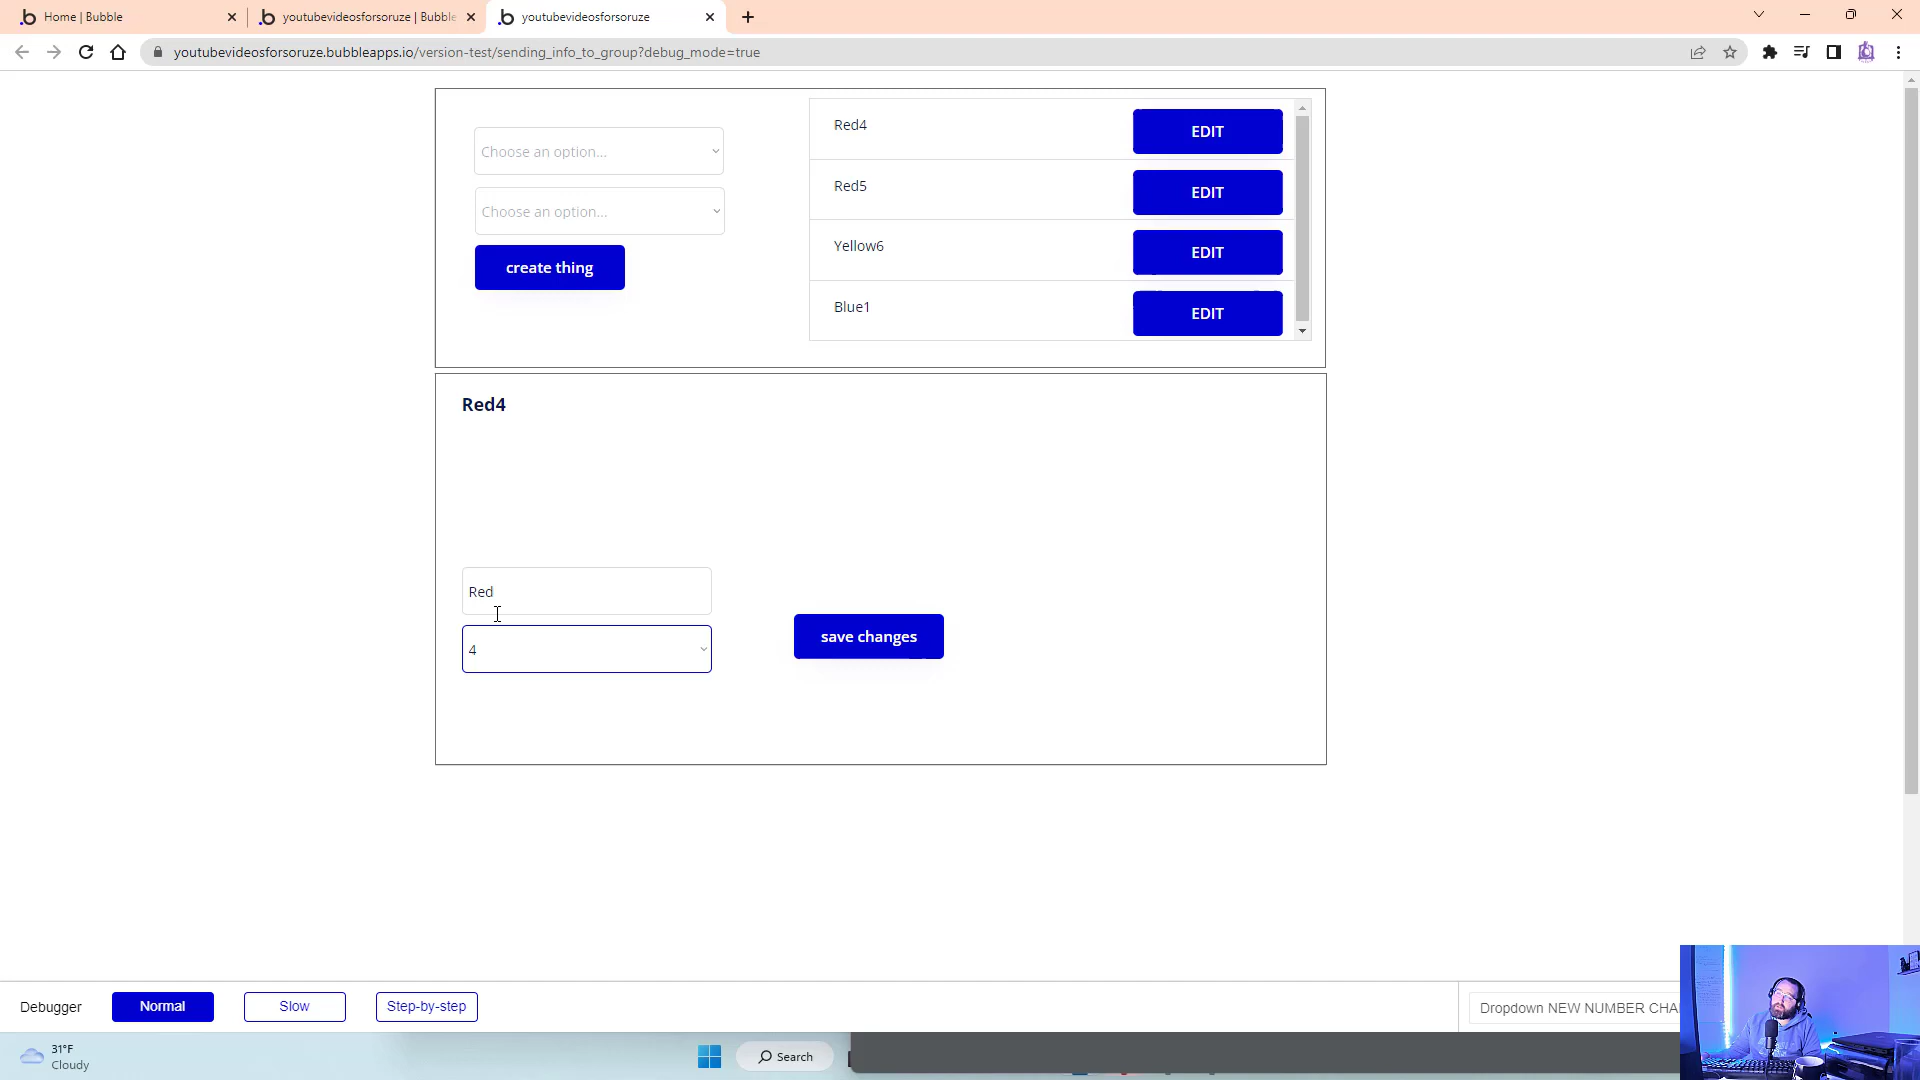 Home | Bubble
youtubevideosforsoruze | Bubble
youtubevideosforsoruze
youtubevideosforsoruze.bubbleapps.io/version-test/sending_info_to_group?debug_mode=true
Choose an option...
Choose an option...
create thing
Red4
EDIT
Red5
EDIT
Yellow6
EDIT
Blue1
EDIT
Red4
Red
4
save changes
Debugger
Normal
Slow
Step-by-step
Dropdown NEW NUMBER CHA
31°F
Cloudy
Search